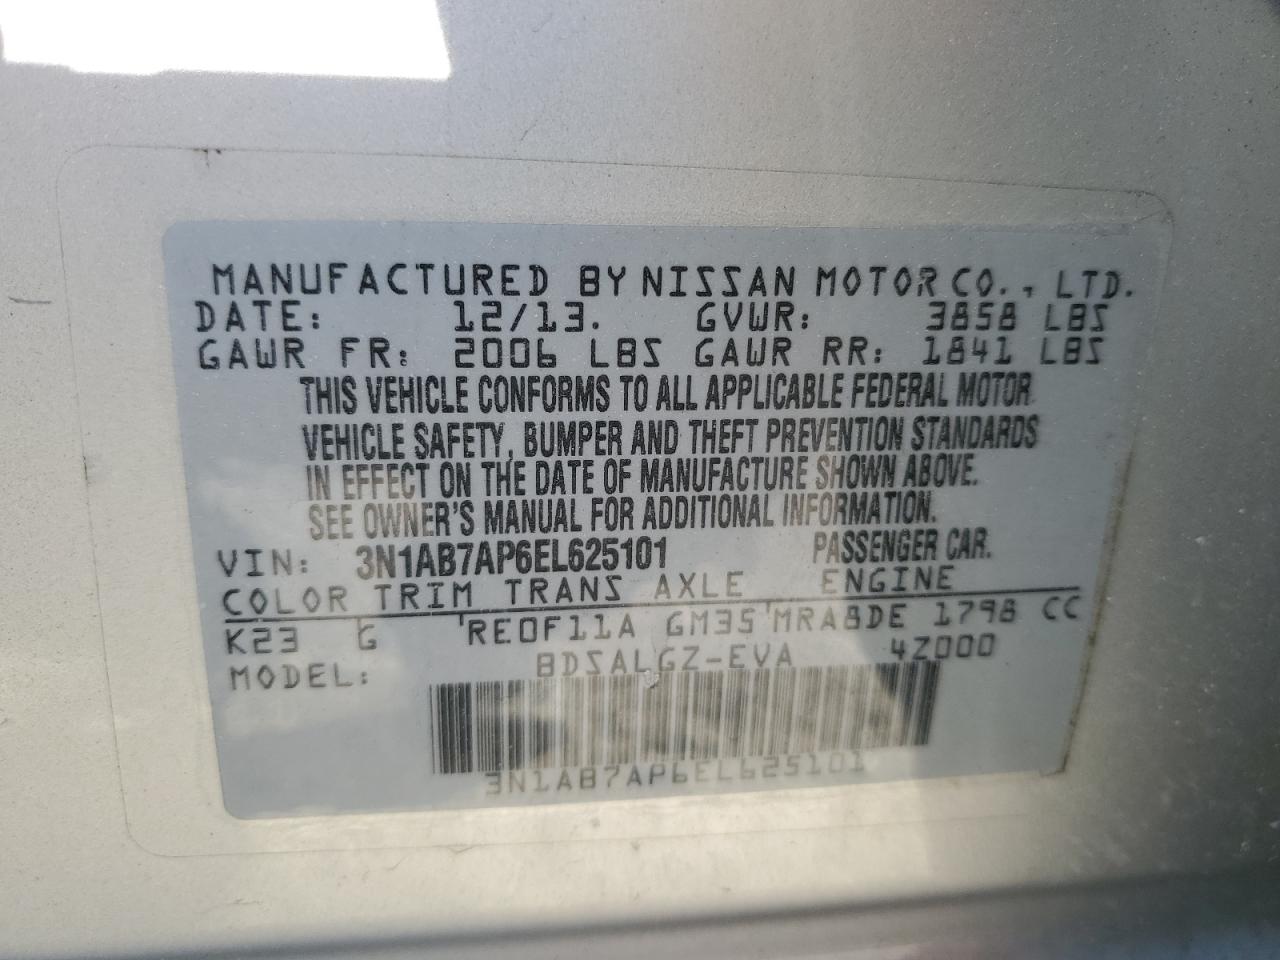 MANUFACTURED BY NISSAN MOTOR CO., LTD.
DATE: 12/13. GVWR: 3858 LBS
GAWR FR: 2006 LBS GAWR RR: 1841 LBS
THIS VEHICLE CONFORMS TO ALL APPLICABLE FEDERAL MOTOR
VEHICLE SAFETY, BUMPER AND THEFT PREVENTION STANDARDS
IN EFFECT ON THE DATE OF MANUFACTURE SHOWN ABOVE.
SEE OWNER'S MANUAL FOR ADDITIONAL INFORMATION.
VIN: 3N1AB7AP6EL625101 PASSENGER CAR.
COLOR TRIM TRANS AXLE ENGINE
K23 G RE0F11A GM35 MRA8DE 1798 CC
MODEL: BDSALGZ-EVA 4Z000
3N1AB7AP6EL625101